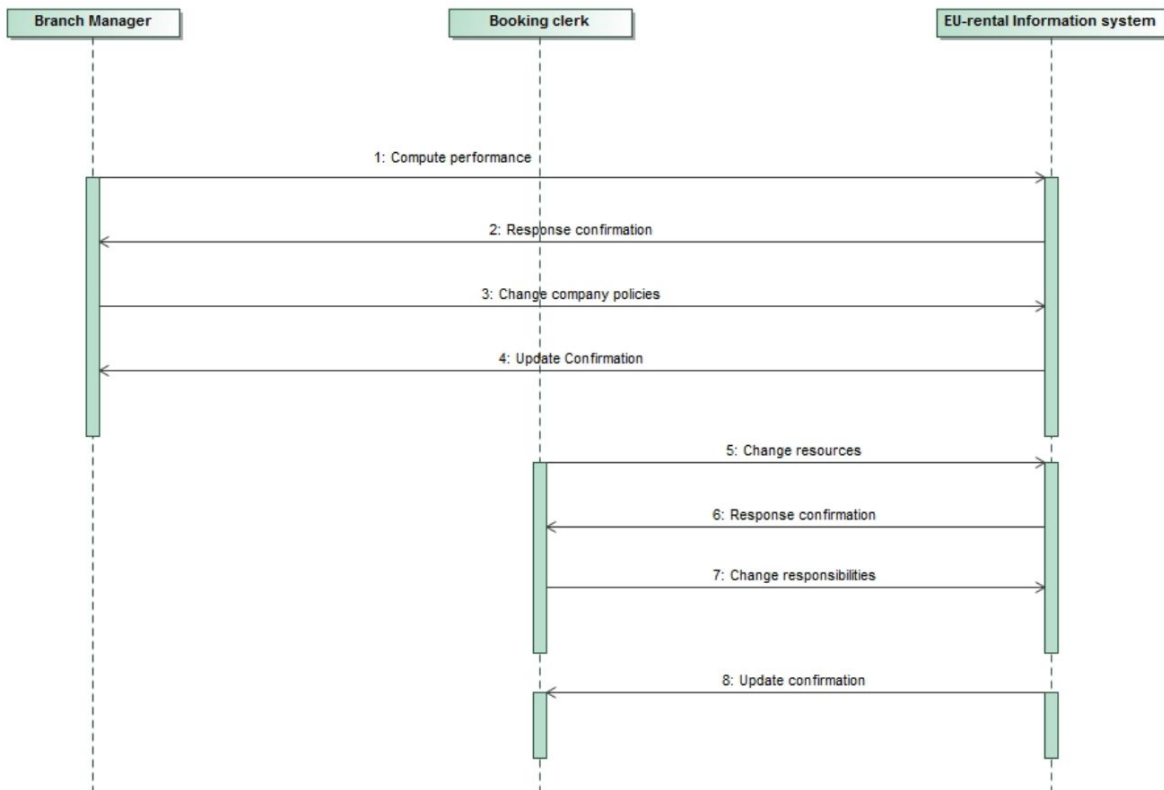 Branch Manager
Booking clerk
EU-rental Information system
1: Compute performance
2: Response confirmation
3: Change company policies
4: Update Confirmation
5: Change resources
6: Response confirmation
7: Change responsibilities
8: Update confirmation